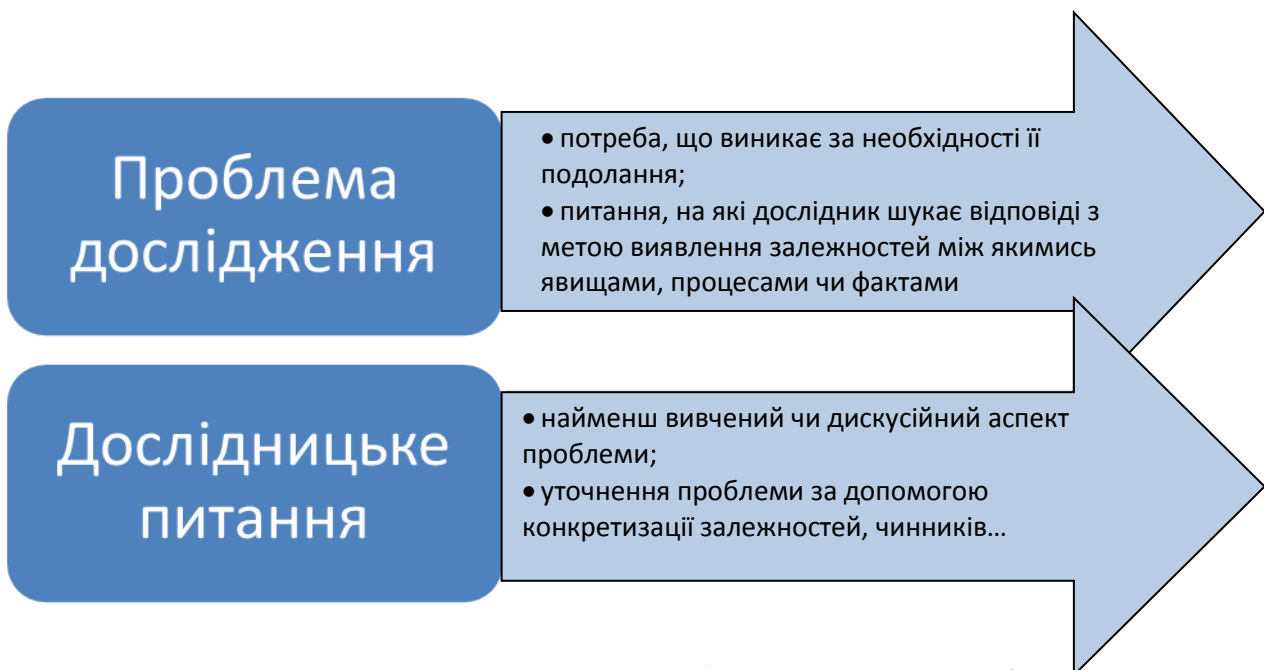 Проблема
дослідження
• потреба, що виникає за необхідності її
подолання;
• питання, на які дослідник шукає відповіді з
метою виявлення залежностей між якимись
явищами, процесами чи фактами
Дослідницьке
питання
• найменш вивчений чи дискусійний аспект
проблеми;
• уточнення проблеми за допомогою
конкретизації залежностей, чинників…